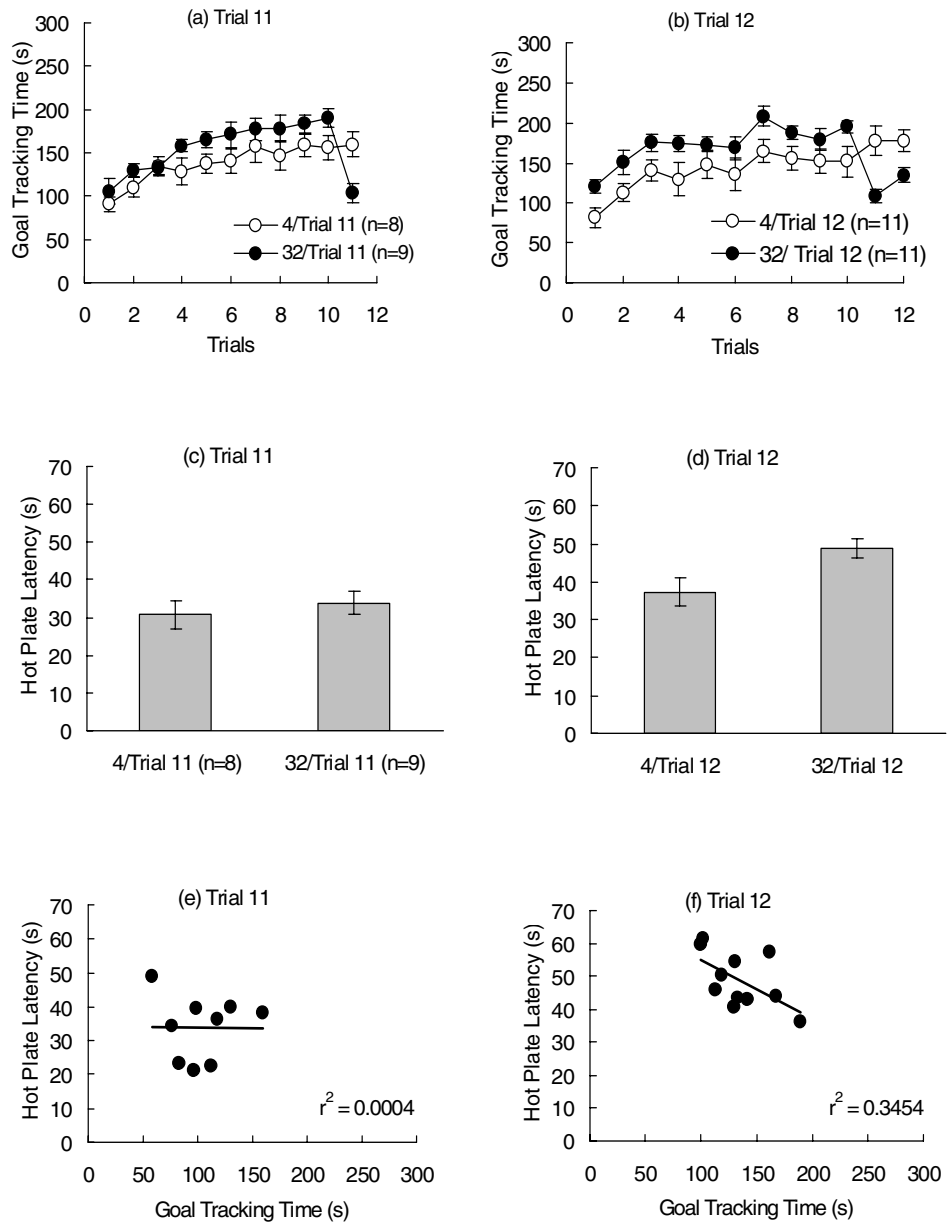 (a) Trial 11
Goal Tracking Time (s)
300
250
200
150
100
50
0
4/Trial 11 (n=8)
32/Trial 11 (n=9)
0 2 4 6 8 10 12
Trials
(b) Trial 12
Goal Tracking Time (s)
300
250
200
150
100
50
0
4/Trial 12 (n=11)
32/ Trial 12 (n=11)
0 2 4 6 8 10 12
Trials
(c) Trial 11
Hot Plate Latency (s)
70
60
50
40
30
20
10
0
4/Trial 11 (n=8) 32/Trial 11 (n=9)
(d) Trial 12
Hot Plate Latency (s)
70
60
50
40
30
20
10
0
4/Trial 12 32/Trial 12
(e) Trial 11
Hot Plate Latency (s)
70
60
50
40
30
20
10
0
r² = 0.0004
0 50 100 150 200 250 300
Goal Tracking Time (s)
(f) Trial 12
Hot Plate Latency (s)
70
60
50
40
30
20
10
0
r² = 0.3454
0 50 100 150 200 250 300
Goal Tracking Time (s)